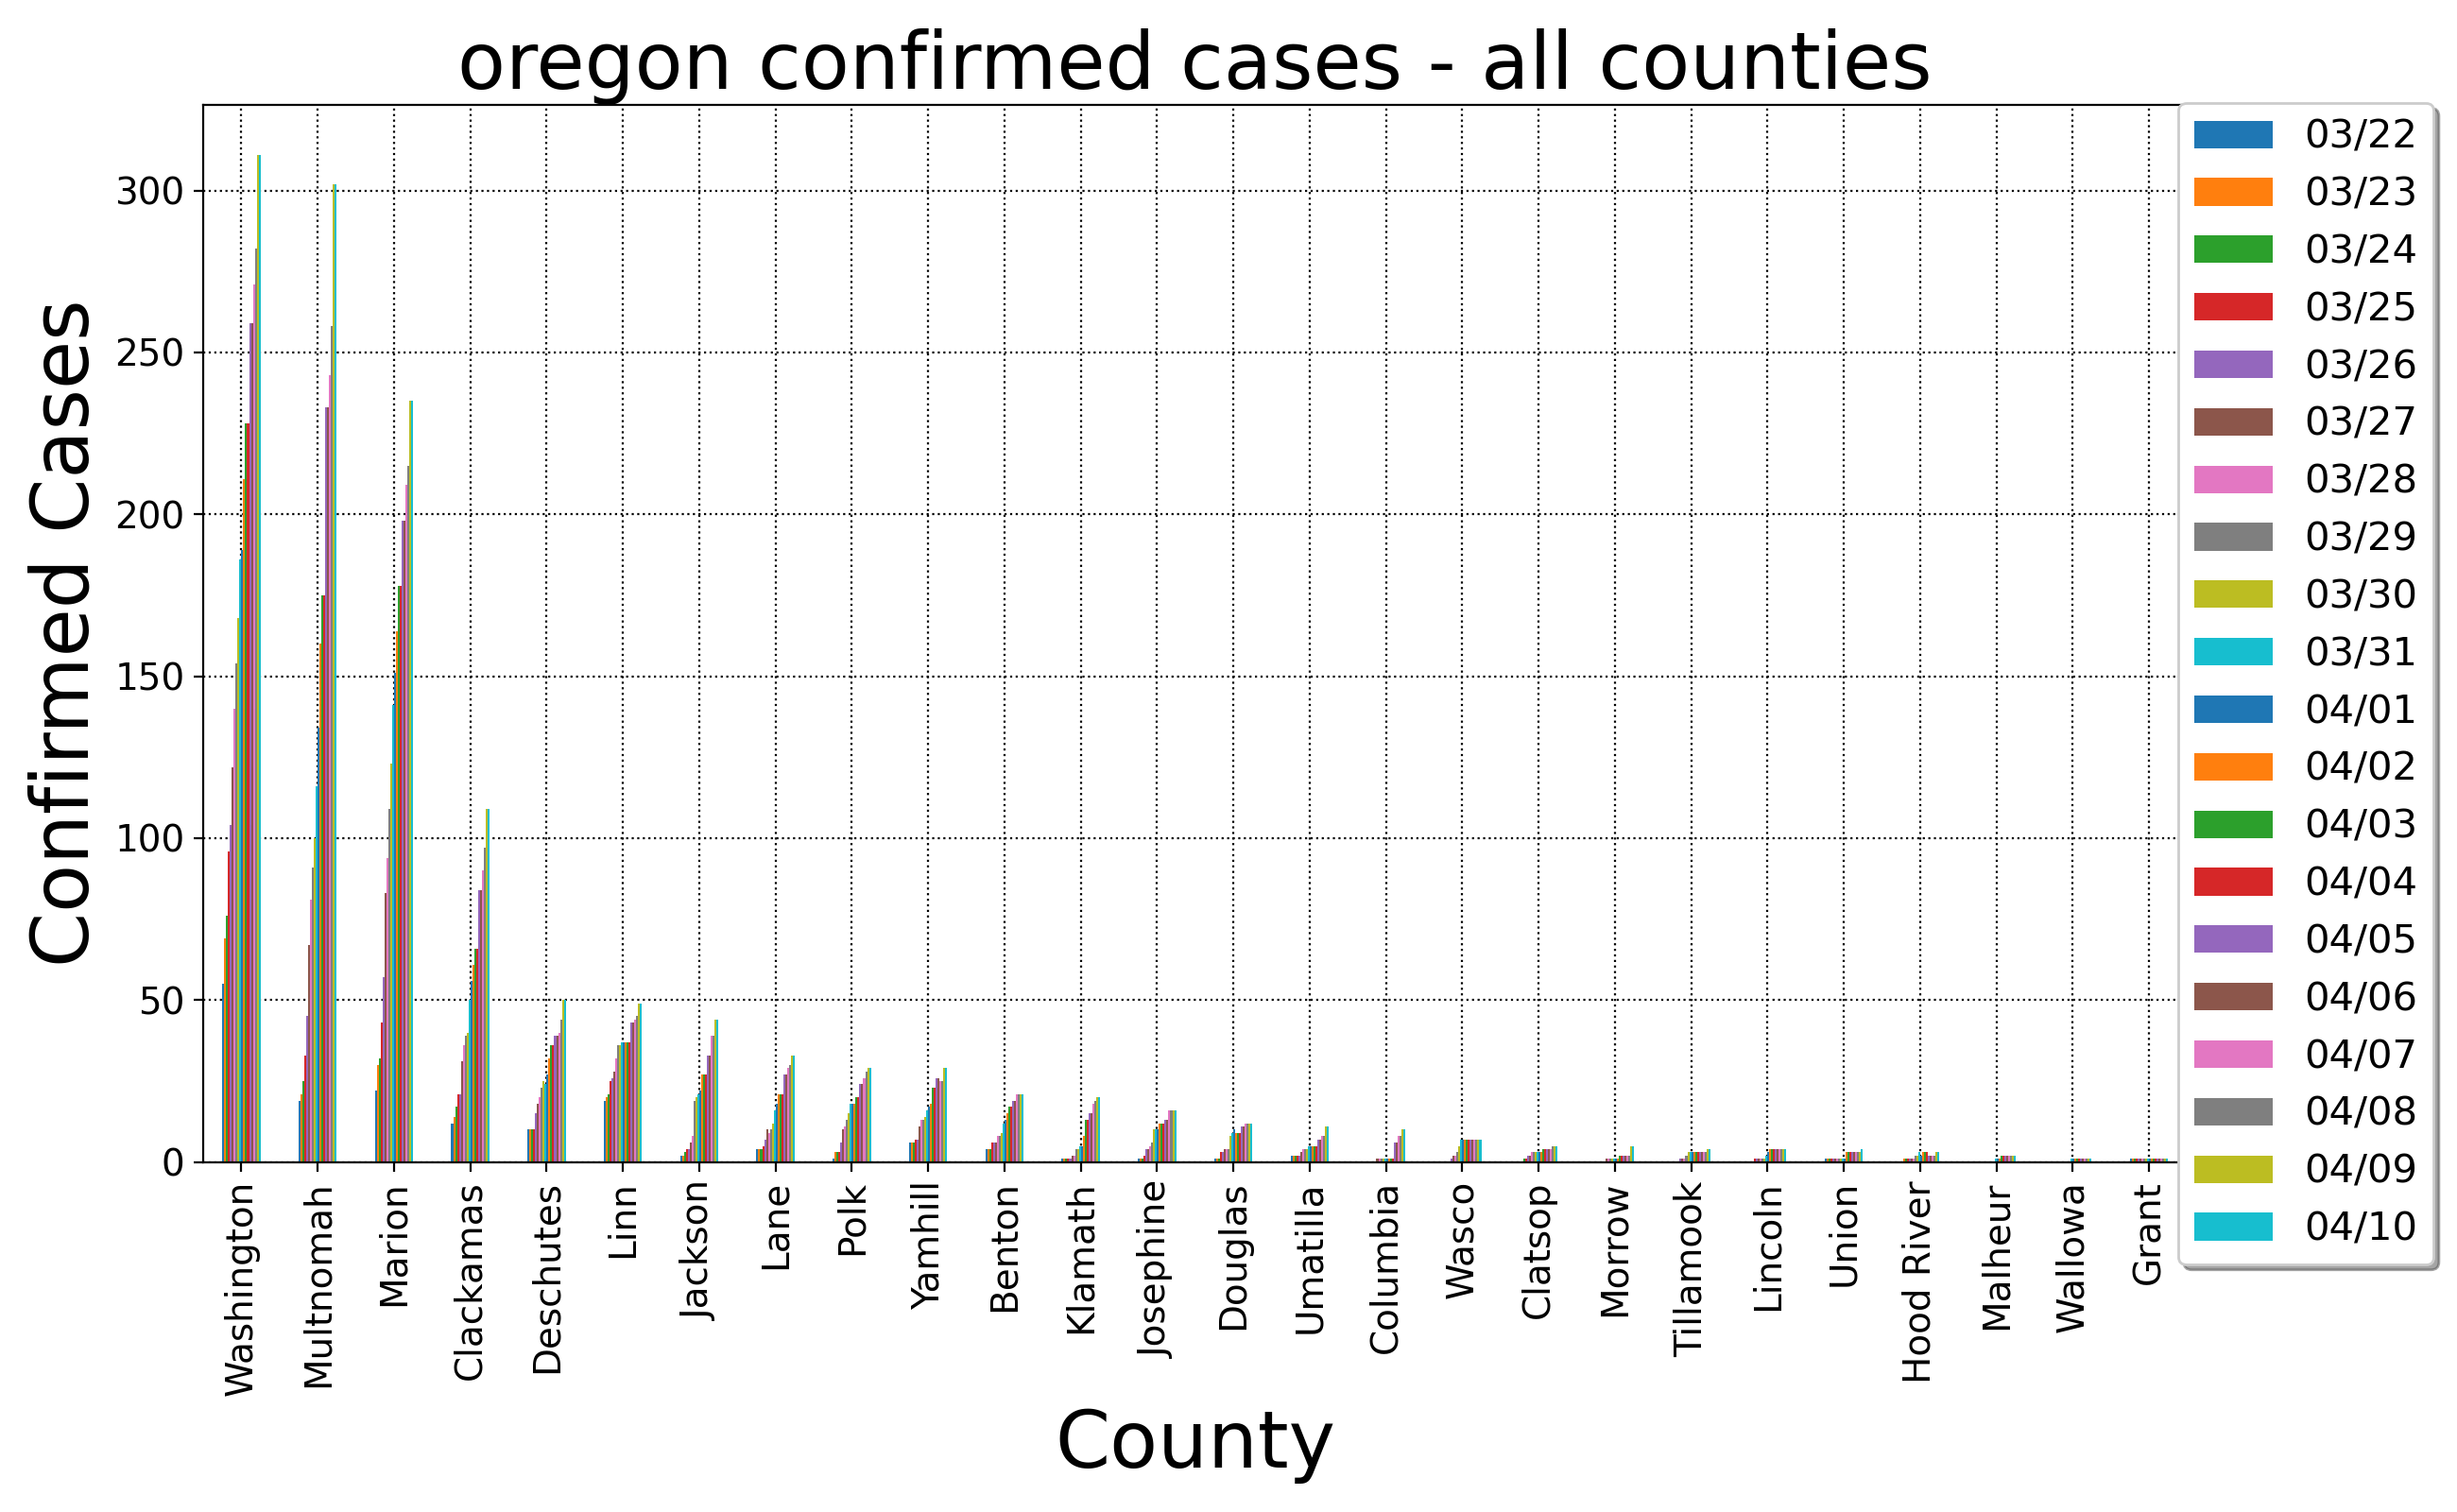 oregon confirmed cases - all counties
Confirmed Cases
300
250
200
150
100
50
0
Washington
Multnomah
Marion
Clackamas
Deschutes
Linn
Jackson
Lane
Polk
Yamhill
Benton
Klamath
Josephine
Douglas
Umatilla
Columbia
Wasco
Clatsop
Morrow
Tillamook
Lincoln
Union
Hood River
Malheur
Wallowa
Grant
County
03/22
03/23
03/24
03/25
03/26
03/27
03/28
03/29
03/30
03/31
04/01
04/02
04/03
04/04
04/05
04/06
04/07
04/08
04/09
04/10